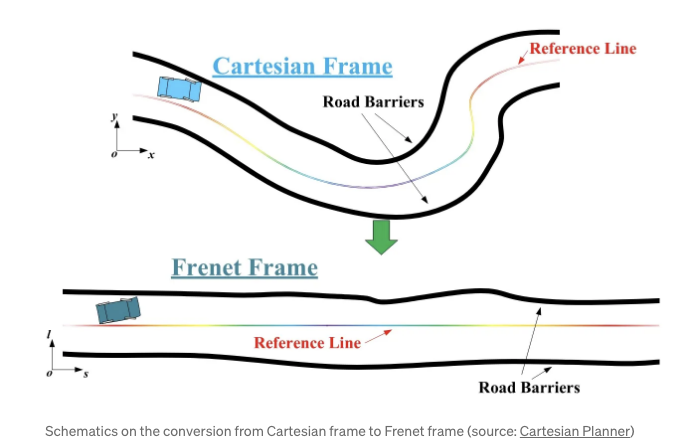 Cartesian Frame
Reference Line
Road Barriers
y
o
x
Frenet Frame
Reference Line
l
o
s
Road Barriers
Schematics on the conversion from Cartesian frame to Frenet frame (source: Cartesian Planner)